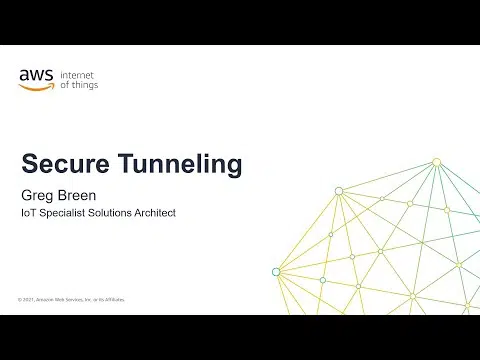 aws
internet
of things
Secure Tunneling
Greg Breen
IoT Specialist Solutions Architect
© 2021, Amazon Web Services, Inc. or its Affiliates.